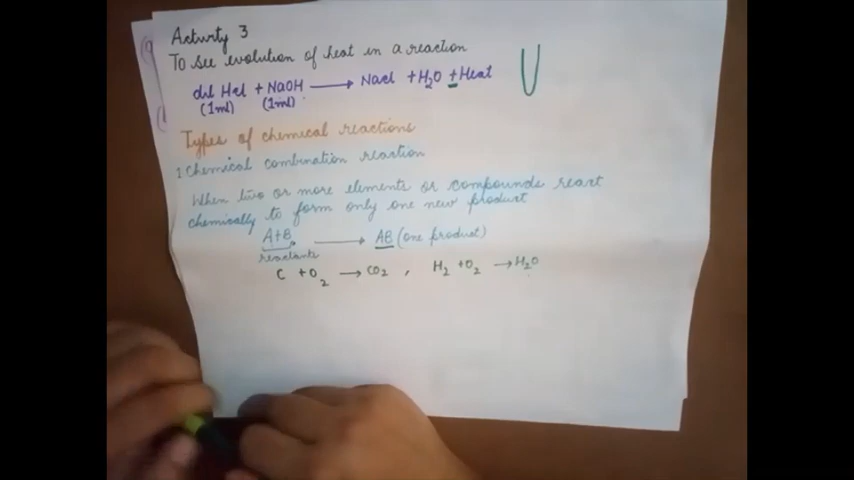 Activity 3
To see evolution of heat in a reaction
dil Hcl + NaOH → Nacl + H2O + Heat
(1ml) (1ml)
Types of chemical reactions
1 Chemical combination reaction
When two or more elements or compounds react
chemically to form only one new product
A+B → AB (one product)
reactants
C + O2 → CO2 , H2 + O2 → H2O